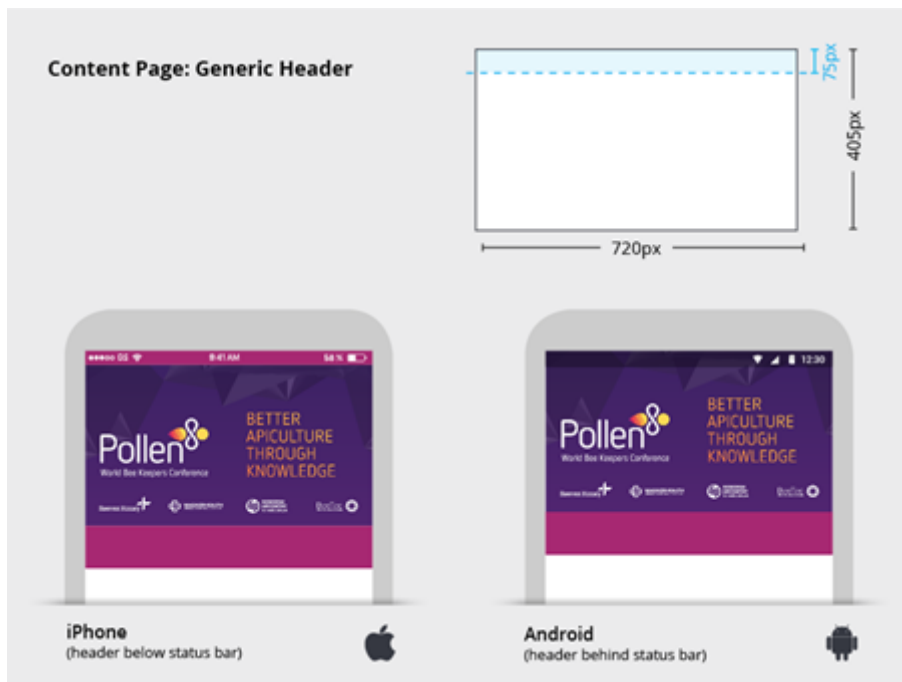 Content Page: Generic Header
75px
405px
720px
GS 9:41 AM 58 %
12:30
Pollen
World Bee Keepers Conference
BETTER
APICULTURE
THROUGH
KNOWLEDGE
Pollen
World Bee Keepers Conference
BETTER
APICULTURE
THROUGH
KNOWLEDGE
iPhone
(header below status bar)
Android
(header behind status bar)